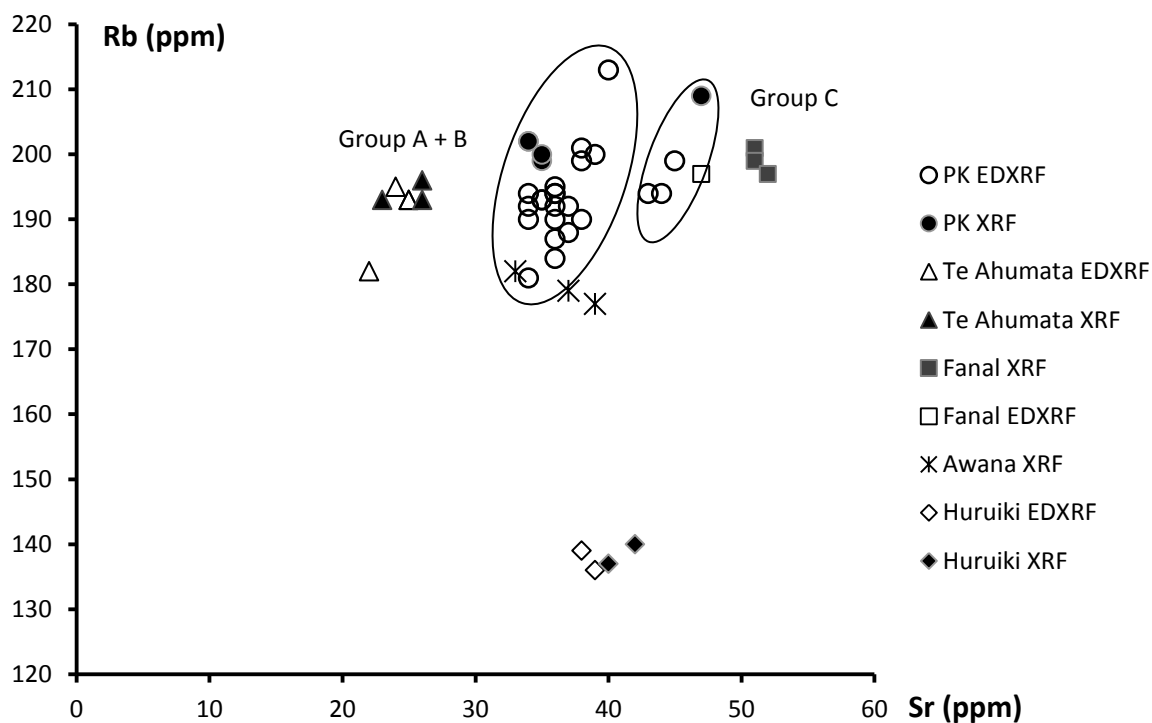 220
Rb (ppm)
210
Group C
200
Group A + B
190
180
170
160
150
140
130
120
0 10 20 30 40 50 60
Sr (ppm)
PK EDXRF
PK XRF
Te Ahumata EDXRF
Te Ahumata XRF
Fanal XRF
Fanal EDXRF
Awana XRF
Huruiki EDXRF
Huruiki XRF